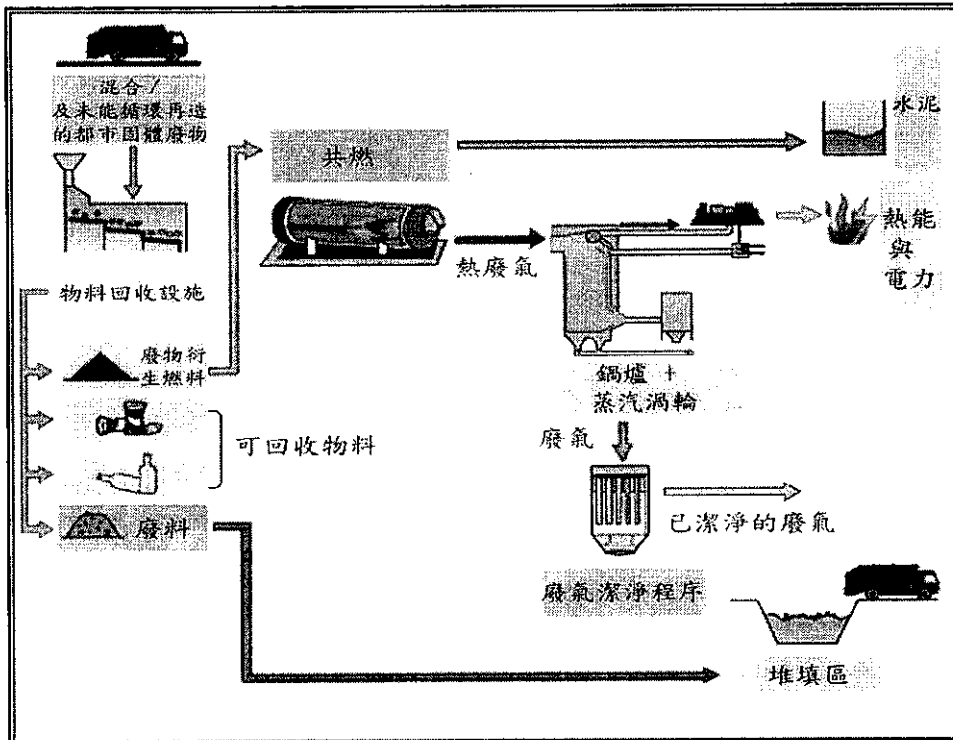 混合/
及未能循環再造
的都市固體廢物
共燃
水泥
熱廢氣
熱能
與
電力
物料回收設施
廢物衍
生燃料
鍋爐 +
蒸汽渦輪
可回收物料
廢氣
廢料
已潔淨的廢氣
廢氣潔淨程序
堆填區